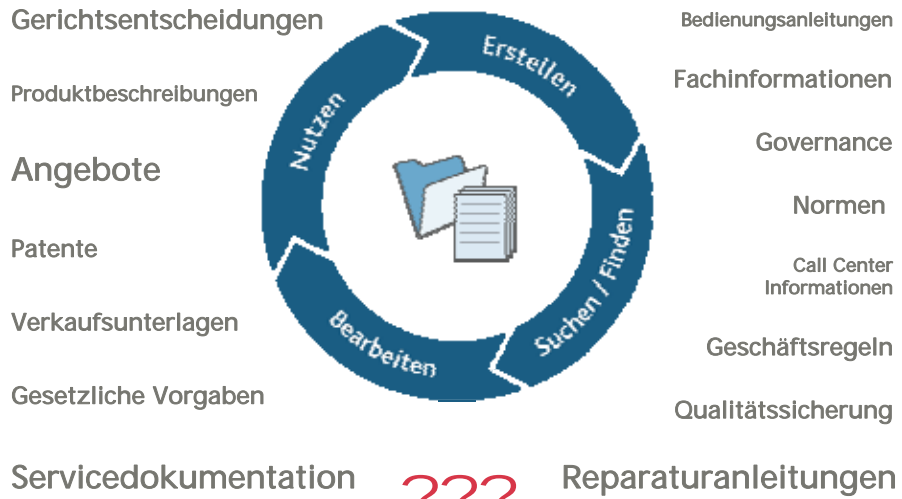 Gerichtsentscheidungen
Produktbeschreibungen
Angebote
Patente
Verkaufsunterlagen
Gesetzliche Vorgaben
Servicedokumentation
Erstellen
Suchen / Finden
Bearbeiten
Nutzen
???
Bedienungsanleitungen
Fachinformationen
Governance
Normen
Call Center
Informationen
Geschäftsregeln
Qualitätssicherung
Reparaturanleitungen